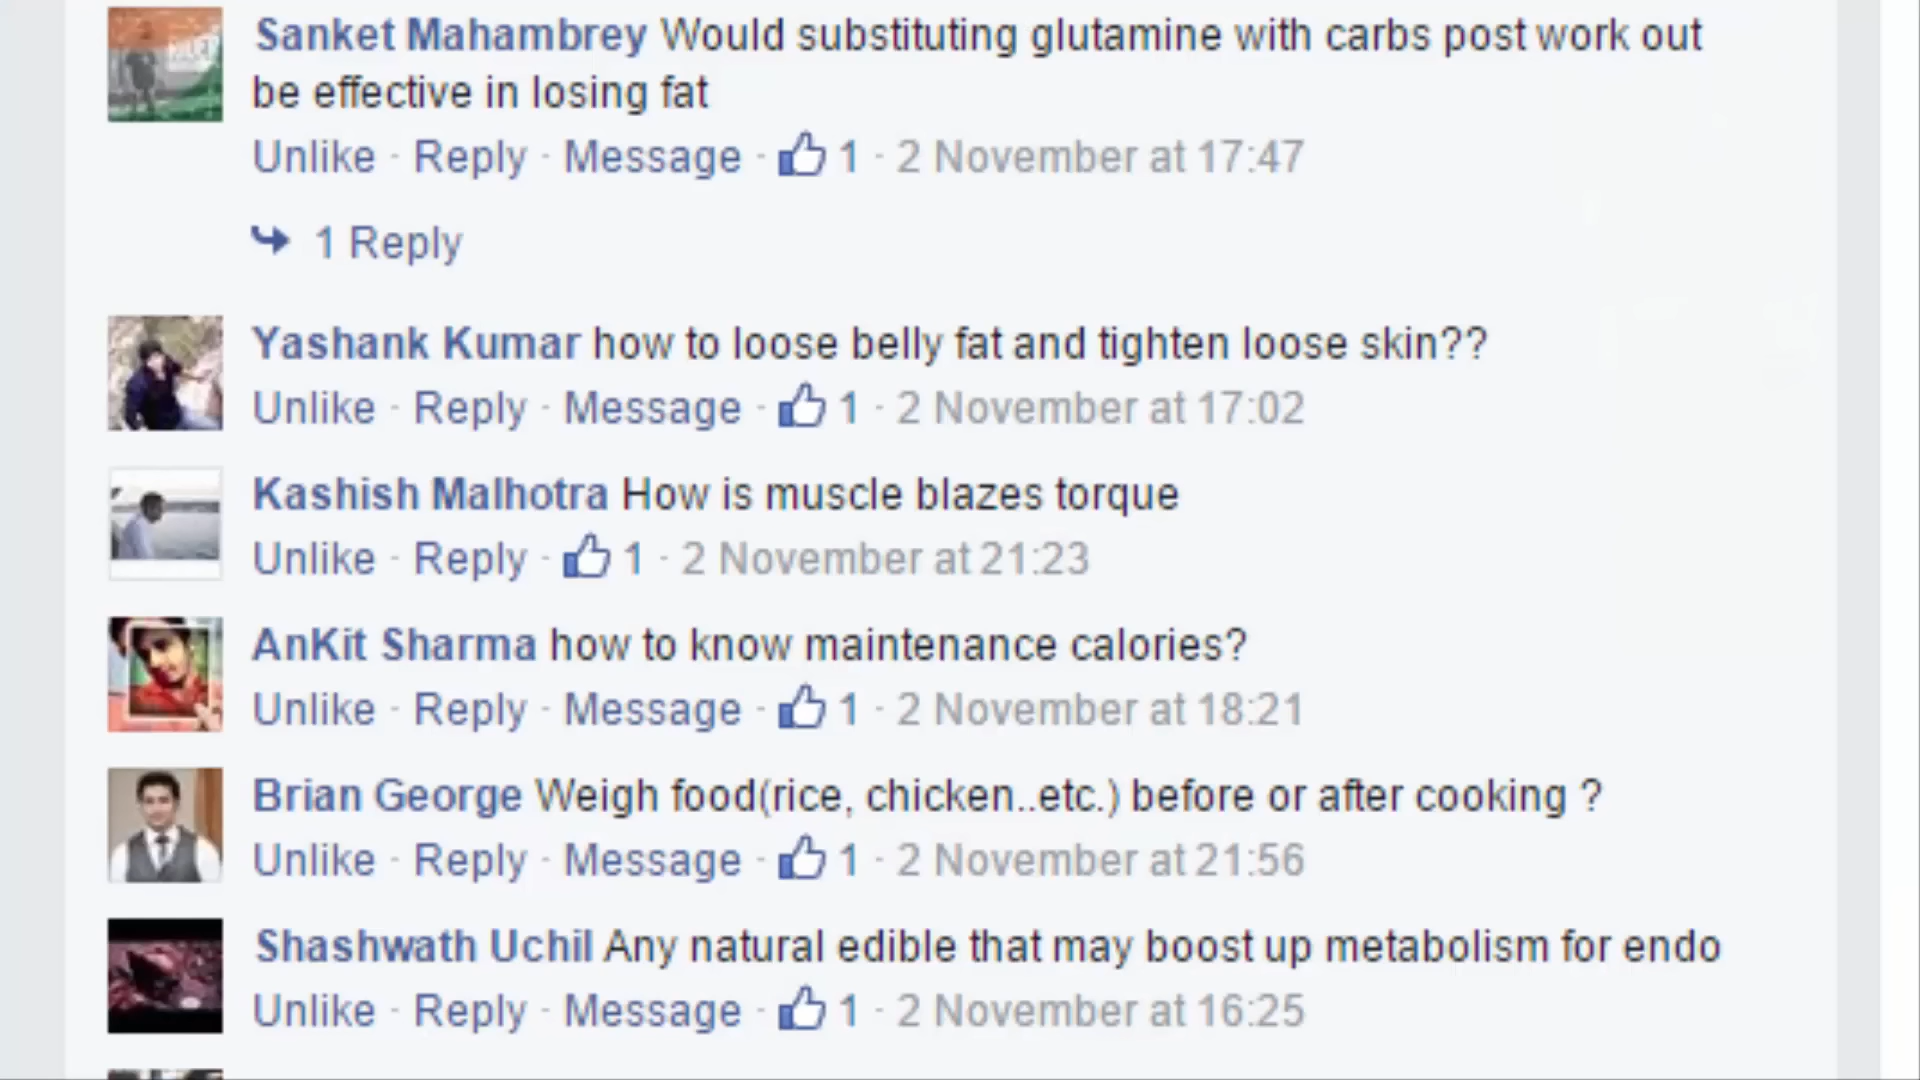 Sanket Mahambrey Would substituting glutamine with carbs post work out
be effective in losing fat
Unlike · Reply · Message · 1 · 2 November at 17:47
1 Reply
Yashank Kumar how to loose belly fat and tighten loose skin??
Unlike · Reply · Message · 1 · 2 November at 17:02
Kashish Malhotra How is muscle blazes torque
Unlike · Reply · 1 · 2 November at 21:23
AnKit Sharma how to know maintenance calories?
Unlike · Reply · Message · 1 · 2 November at 18:21
Brian George Weigh food(rice, chicken..etc.) before or after cooking ?
Unlike · Reply · Message · 1 · 2 November at 21:56
Shashwath Uchil Any natural edible that may boost up metabolism for endo
Unlike · Reply · Message · 1 · 2 November at 16:25